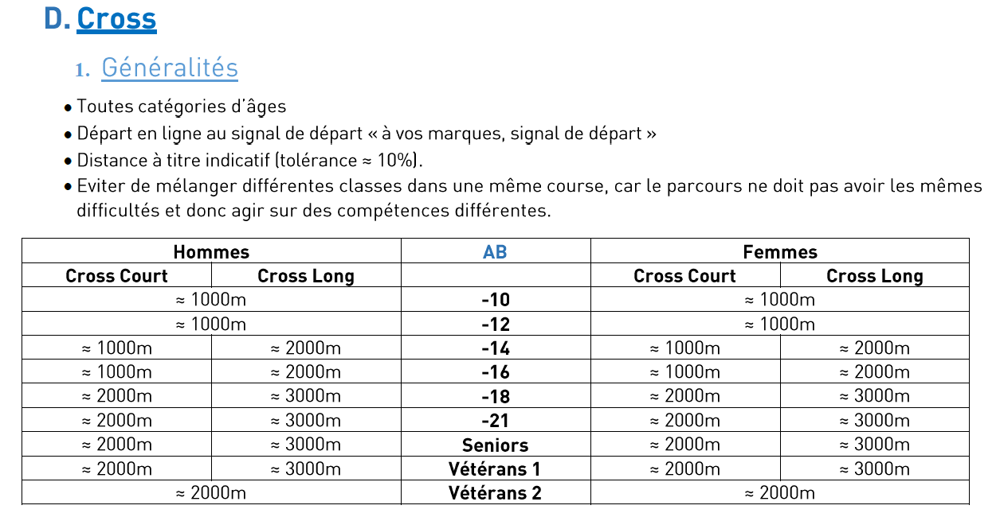 D. Cross
1. Généralités
• Toutes catégories d'âges
• Départ en ligne au signal de départ « à vos marques, signal de départ »
• Distance à titre indicatif (tolérance ≈ 10%).
• Eviter de mélanger différentes classes dans une même course, car le parcours ne doit pas avoir les mêmes
difficultés et donc agir sur des compétences différentes.
Hommes AB Femmes
Cross Court Cross Long Cross Court Cross Long
≈ 1000m -10 ≈ 1000m
≈ 1000m -12 ≈ 1000m
≈ 1000m ≈ 2000m -14 ≈ 1000m ≈ 2000m
≈ 1000m ≈ 2000m -16 ≈ 1000m ≈ 2000m
≈ 2000m ≈ 3000m -18 ≈ 2000m ≈ 3000m
≈ 2000m ≈ 3000m -21 ≈ 2000m ≈ 3000m
≈ 2000m ≈ 3000m Seniors ≈ 2000m ≈ 3000m
≈ 2000m ≈ 3000m Vétérans 1 ≈ 2000m ≈ 3000m
≈ 2000m Vétérans 2 ≈ 2000m